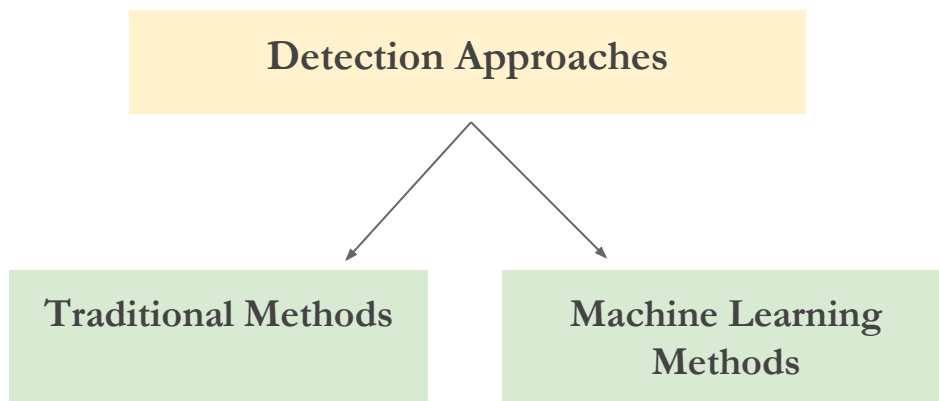 Detection Approaches
Traditional Methods
Machine Learning
Methods